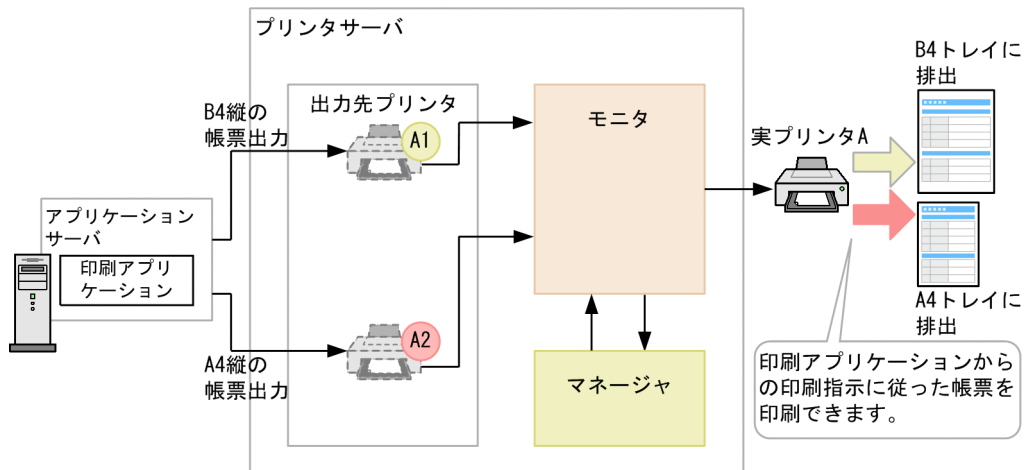 プリンタサーバ
B4トレイに
排出
B4縦の
帳票出力
出力先プリンタ
A1
モニタ
実プリンタA
アプリケーション
サーバ
印刷アプリ
ケーション
A2
A4縦の
帳票出力
マネージャ
A4トレイに
排出
印刷アプリケーションから
の印刷指示に従った帳票を
印刷できます。